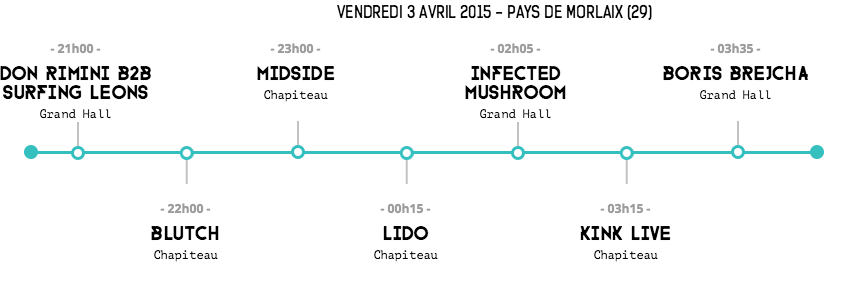 VENDREDI 3 AVRIL 2015 - PAYS DE MORLAIX (29)
- 21h00 -
DON RIMINI B2B
SURFING LEONS
Grand Hall
- 22h00 -
BLUTCH
Chapiteau
- 23h00 -
MIDSIDE
Chapiteau
- 00h15 -
LIDO
Chapiteau
- 02h05 -
INFECTED
MUSHROOM
Grand Hall
- 03h15 -
KINK LIVE
Chapiteau
- 03h35 -
BORIS BREJCHA
Grand Hall